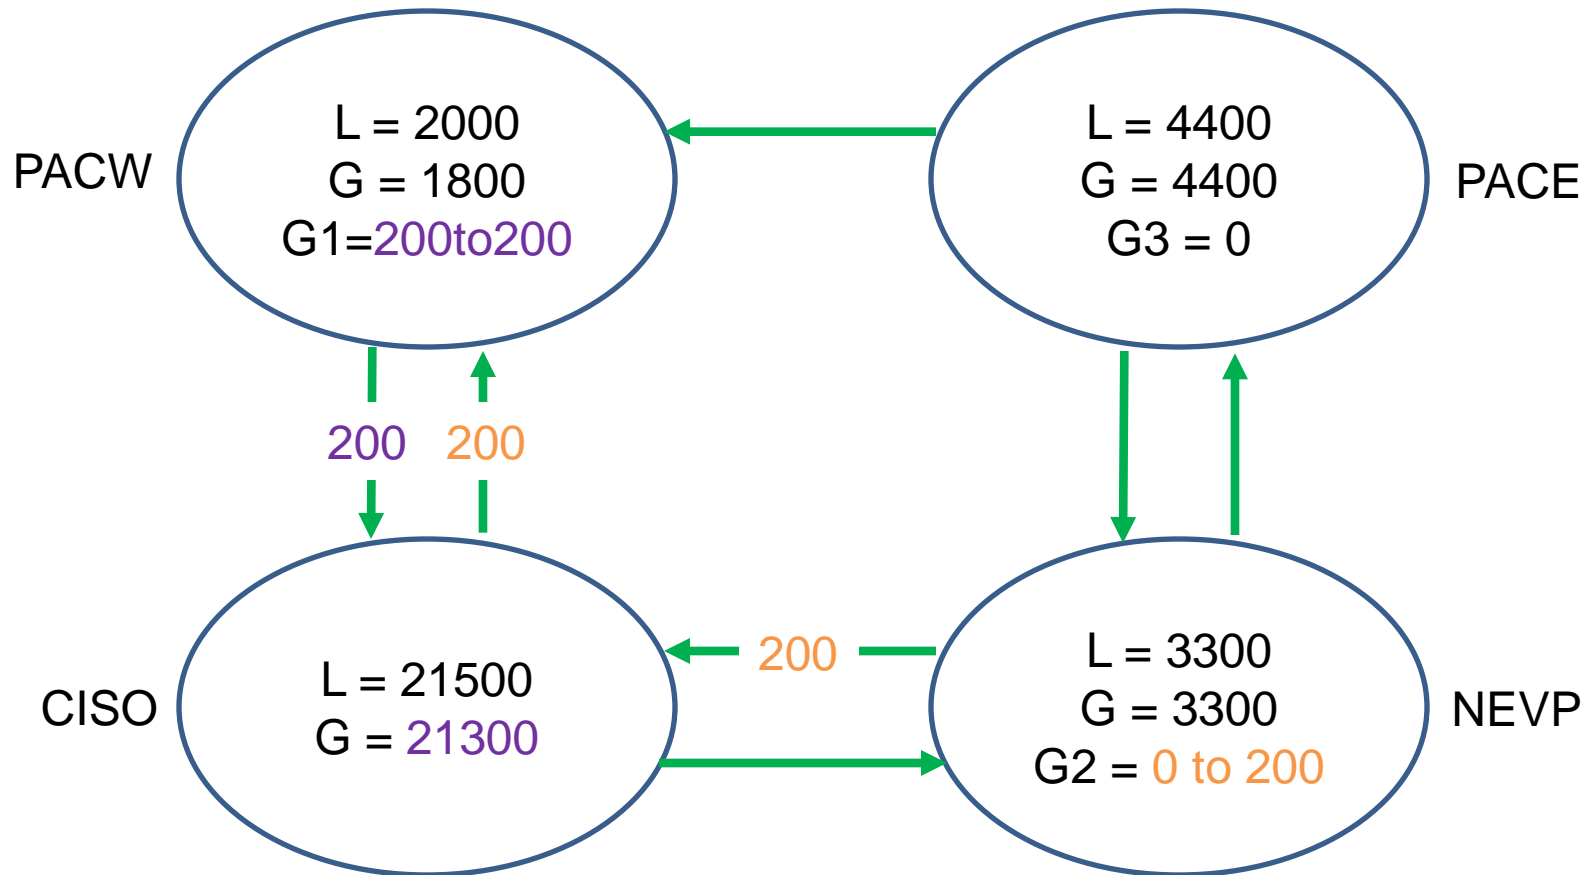 PACW
L = 2000
G = 1800
G1=200to200
L = 4400
G = 4400
G3 = 0
PACE
200
200
CISO
L = 21500
G = 21300
200
L = 3300
G = 3300
G2 = 0 to 200
NEVP